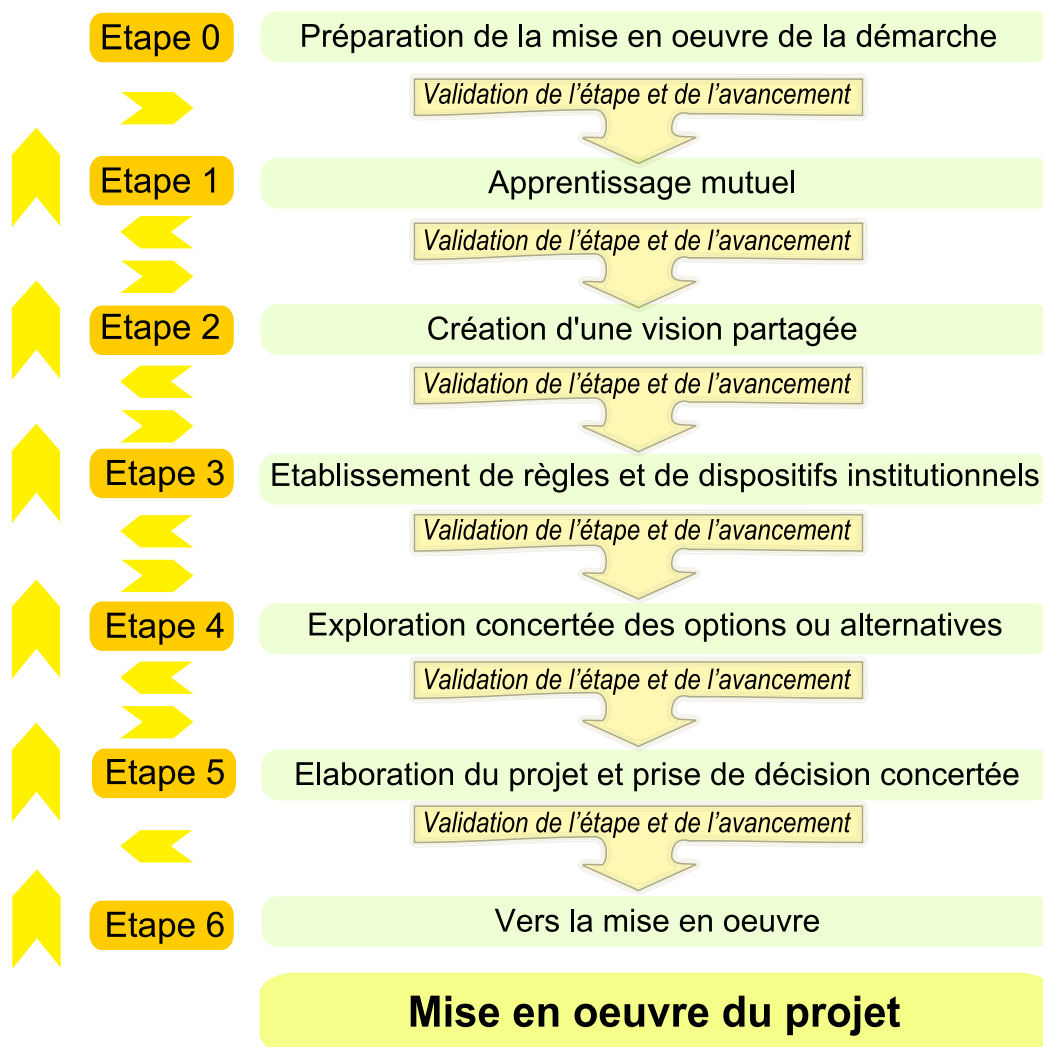 Etape 0
Préparation de la mise en oeuvre de la démarche
Validation de l'étape et de l'avancement
Etape 1
Apprentissage mutuel
Validation de l'étape et de l'avancement
Etape 2
Création d'une vision partagée
Validation de l'étape et de l'avancement
Etape 3
Etablissement de règles et de dispositifs institutionnels
Validation de l'étape et de l'avancement
Etape 4
Exploration concertée des options ou alternatives
Validation de l'étape et de l'avancement
Etape 5
Elaboration du projet et prise de décision concertée
Validation de l'étape et de l'avancement
Etape 6
Vers la mise en oeuvre
Mise en oeuvre du projet